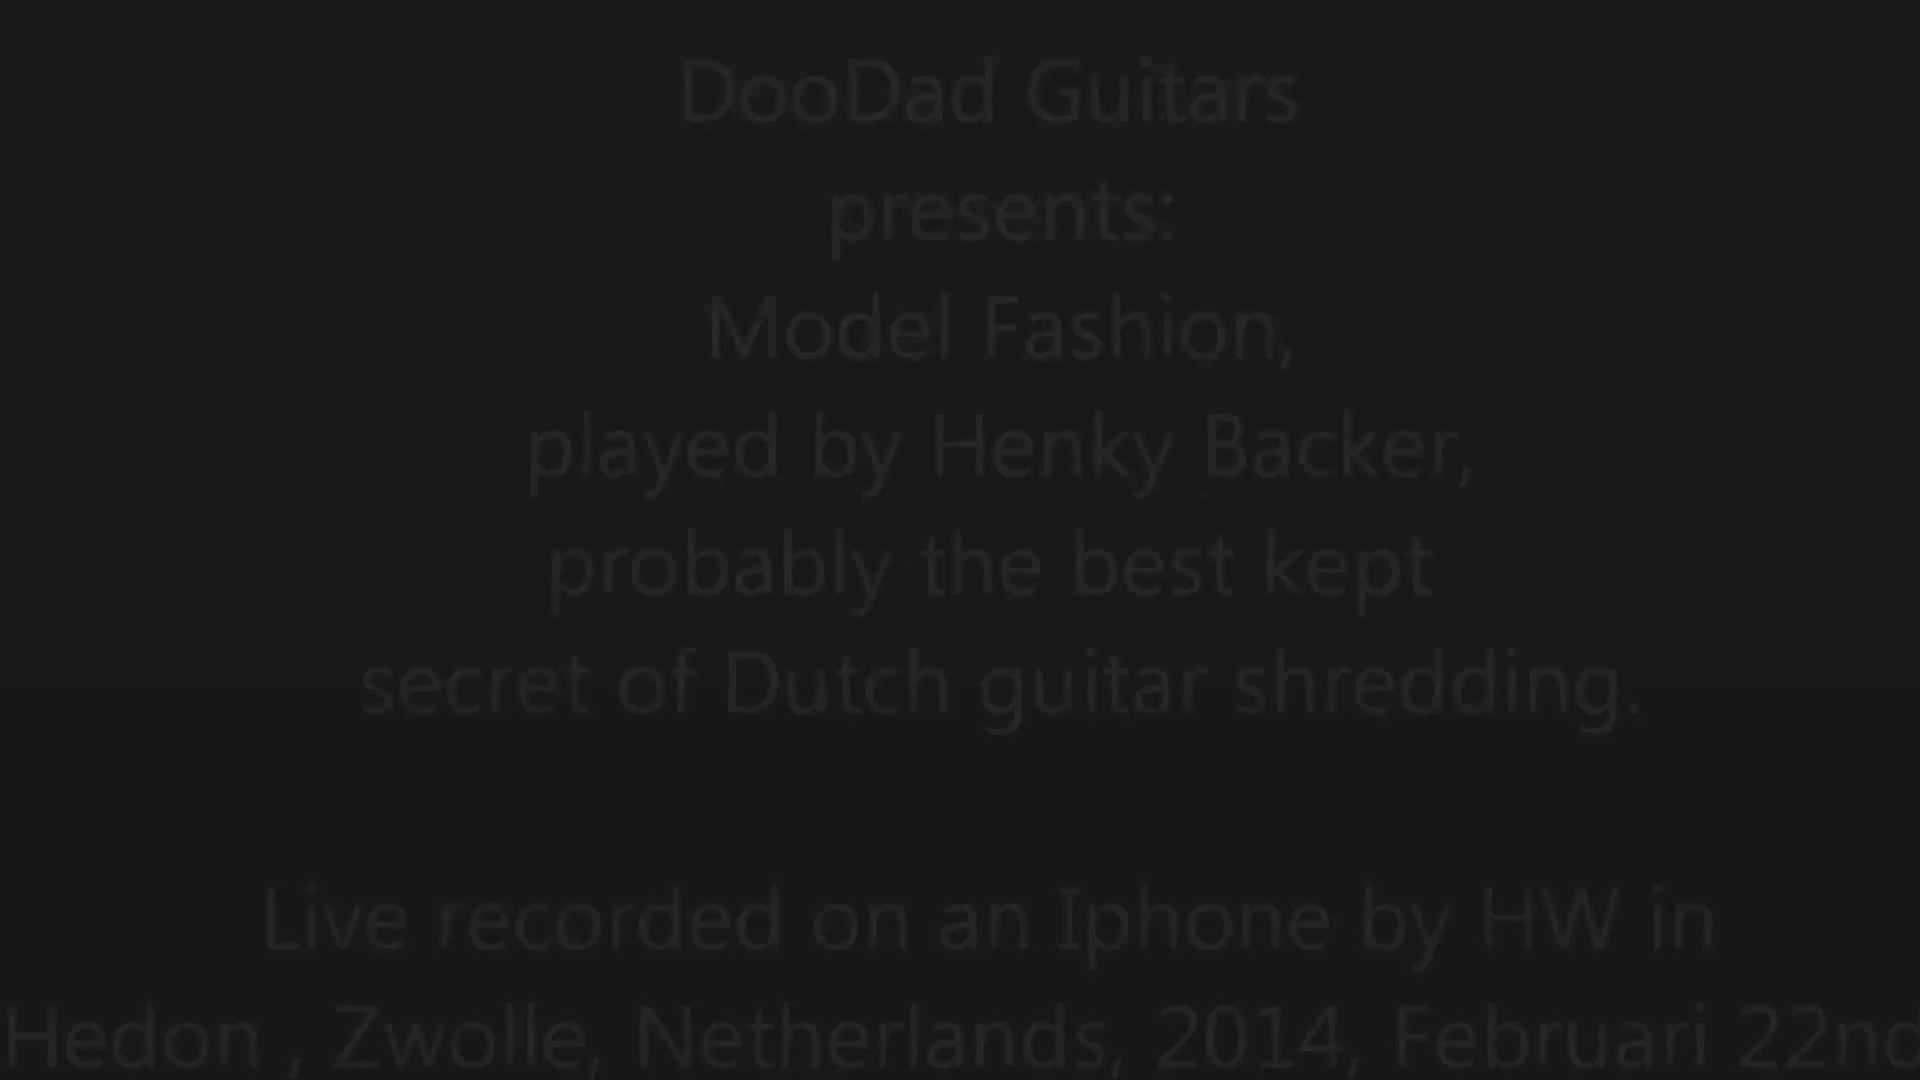 DooDad Guitars
presents:
Model Fashion,
played by Henky Backer,
probably the best kept
secret of Dutch guitar shredding.
Live recorded on an Iphone by HW in
Hedon , Zwolle, Netherlands, 2014, Februari 22nd